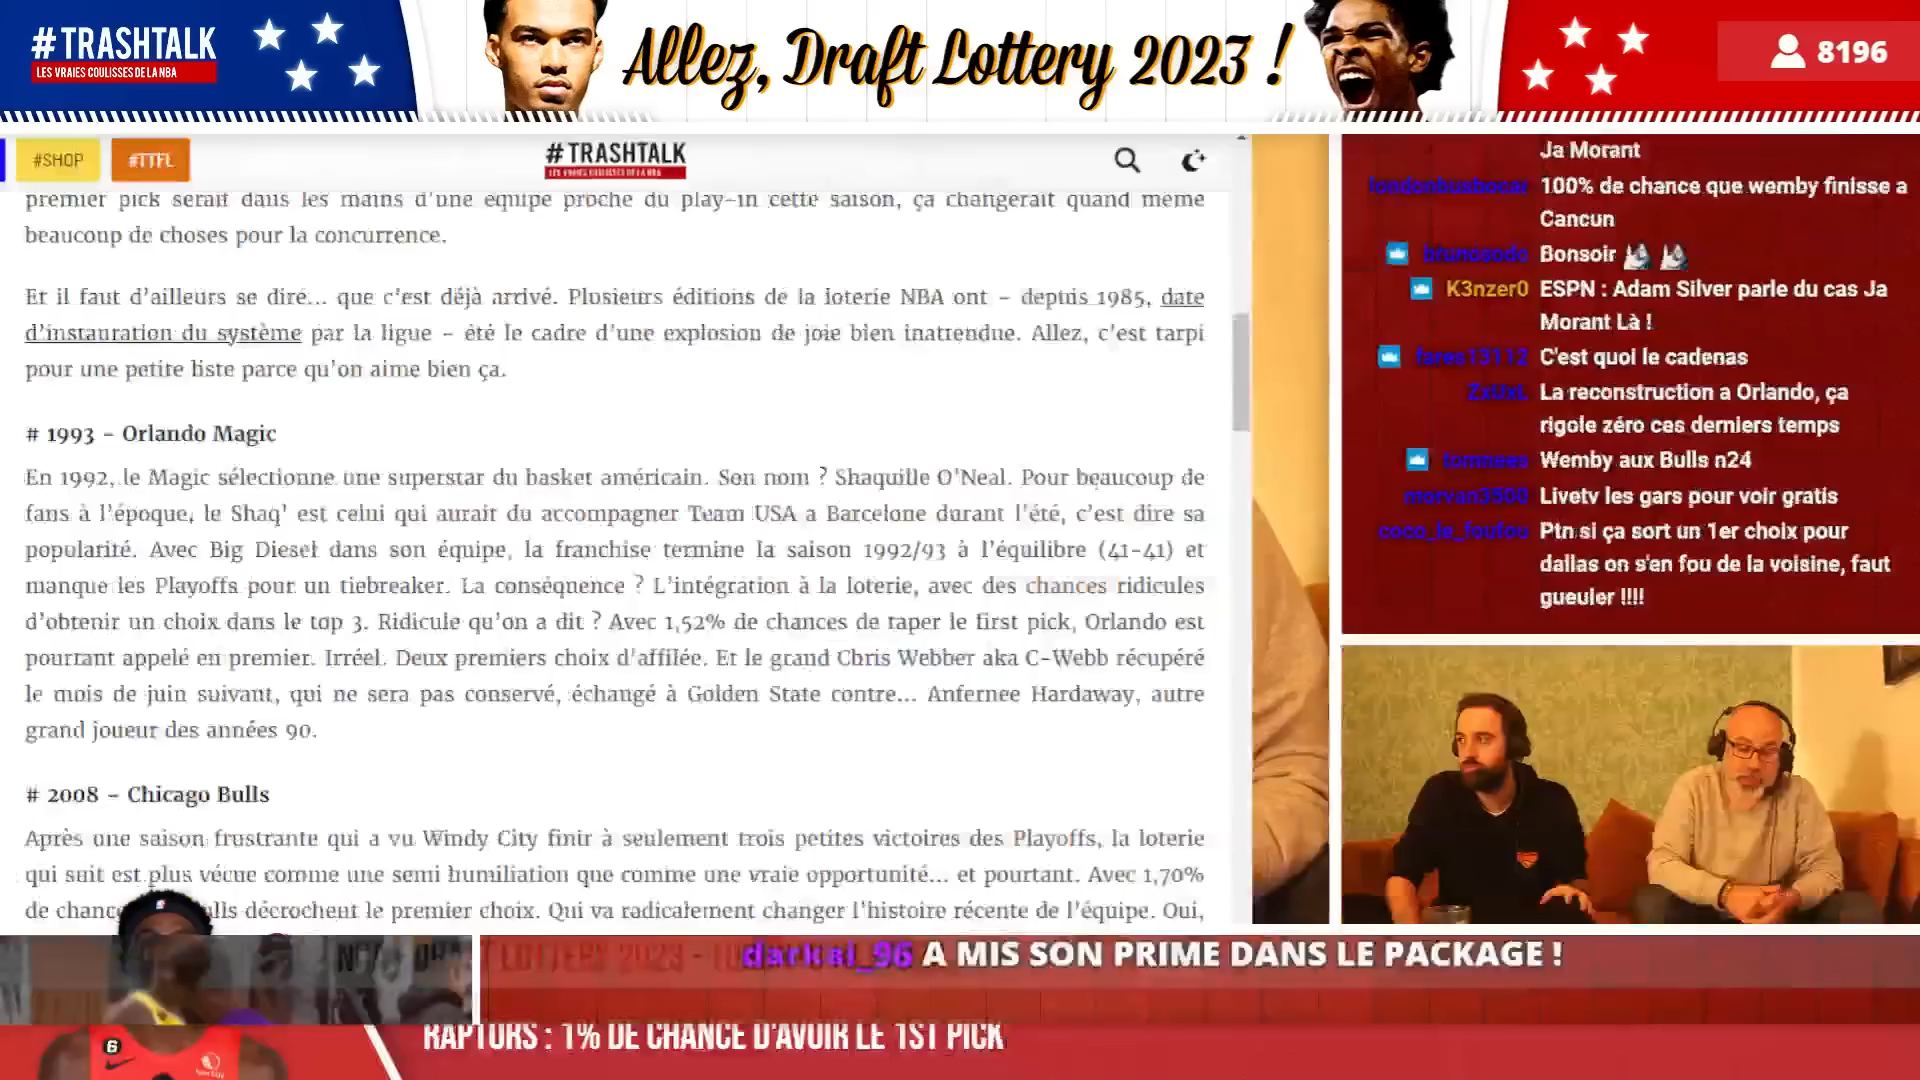 #TRASHTALK
LES VRAIES COULISSES DE LA NBA
Allez, Draft Lottery 2023 !
8196
#SHOP
#TTFL
#TRASHTALK
LES VRAIES COULISSES DE LA NBA
premier pick serait dans les mains d'une équipe proche du play-in cette saison, ça changerait quand même
beaucoup de choses pour la concurrence.
Et il faut d'ailleurs se dire... que c'est déjà arrivé. Plusieurs éditions de la loterie NBA ont – depuis 1985, date
d'instauration du système par la ligue – été le cadre d'une explosion de joie bien inattendue. Allez, c'est tarpi
pour une petite liste parce qu'on aime bien ça.
# 1993 – Orlando Magic
En 1992, le Magic sélectionne une superstar du basket américain. Son nom ? Shaquille O'Neal. Pour beaucoup de
fans à l'époque, le Shaq' est celui qui aurait du accompagner Team USA a Barcelone durant l'été, c'est dire sa
popularité. Avec Big Diesel dans son équipe, la franchise termine la saison 1992/93 à l'équilibre (41-41) et
manque les Playoffs pour un tiebreaker. La conséquence ? L'intégration à la loterie, avec des chances ridicules
d'obtenir un choix dans le top 3. Ridicule qu'on a dit ? Avec 1,52% de chances de taper le first pick, Orlando est
pourtant appelé en premier. Irréel. Deux premiers choix d'affilée. Et le grand Chris Webber aka C-Webb récupéré
le mois de juin suivant, qui ne sera pas conservé, échangé à Golden State contre... Anfernee Hardaway, autre
grand joueur des années 90.
# 2008 – Chicago Bulls
Après une saison frustrante qui a vu Windy City finir à seulement trois petites victoires des Playoffs, la loterie
qui suit est plus vécue comme une semi humiliation que comme une vraie opportunité... et pourtant. Avec 1,70%
de chanc lls décrochent le premier choix. Qui va radicalement changer l'histoire récente de l'équipe. Oui,
Ja Morant
londonbushocar 100% de chance que wemby finisse a
Cancun
Bonsoir
K3nzer0 ESPN : Adam Silver parle du cas Ja
Morant Là !
fares13112 C'est quoi le cadenas
ZxUxL La reconstruction a Orlando, ça
rigole zéro ces derniers temps
tomnees Wemby aux Bulls n24
morvan3500 Livetv les gars pour voir gratis
coco_le_foufou Ptn si ça sort un 1er choix pour
dallas on s'en fou de la voisine, faut
gueuler !!!!
LOTTERY 2023 -
darkal_96 A MIS SON PRIME DANS LE PACKAGE !
RAPTORS : 1% DE CHANCE D'AVOIR LE 1ST PICK
6